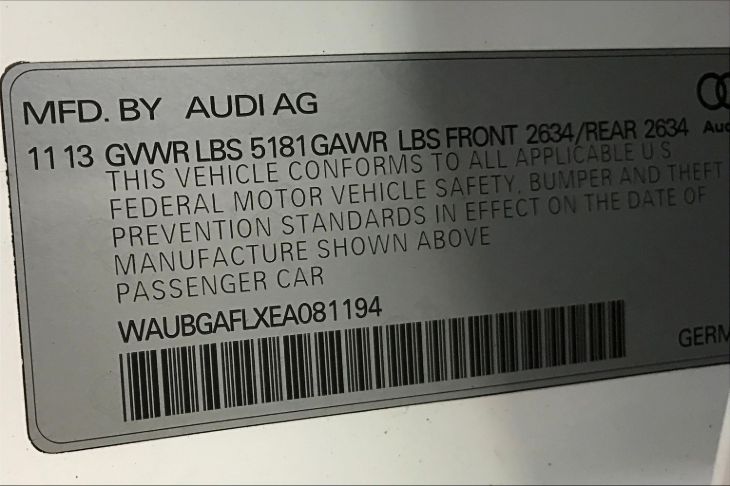 MFD. BY AUDI AG
11 13 GVWR LBS 5181 GAWR LBS FRONT 2634/REAR 2634
THIS VEHICLE CONFORMS TO ALL APPLICABLE U S
FEDERAL MOTOR VEHICLE SAFETY, BUMPER AND THEFT
PREVENTION STANDARDS IN EFFECT ON THE DATE OF
MANUFACTURE SHOWN ABOVE
PASSENGER CAR
WAUBGAFLXEA081194